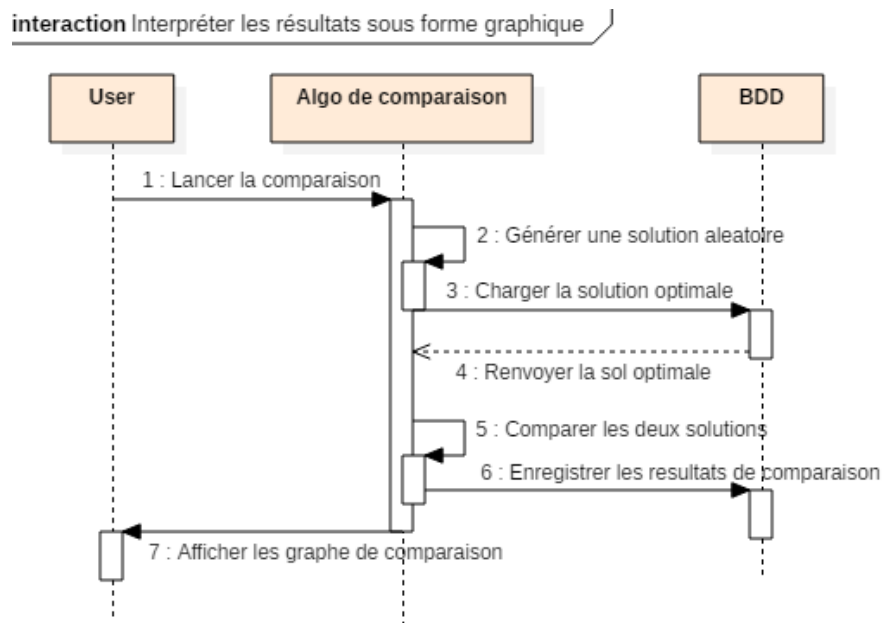 interaction Interpréter les résultats sous forme graphique
User
Algo de comparaison
BDD
1 : Lancer la comparaison
2 : Générer une solution aleatoire
3 : Charger la solution optimale
4 : Renvoyer la sol optimale
5 : Comparer les deux solutions
6 : Enregistrer les resultats de comparaison
7 : Afficher les graphe de comparaison